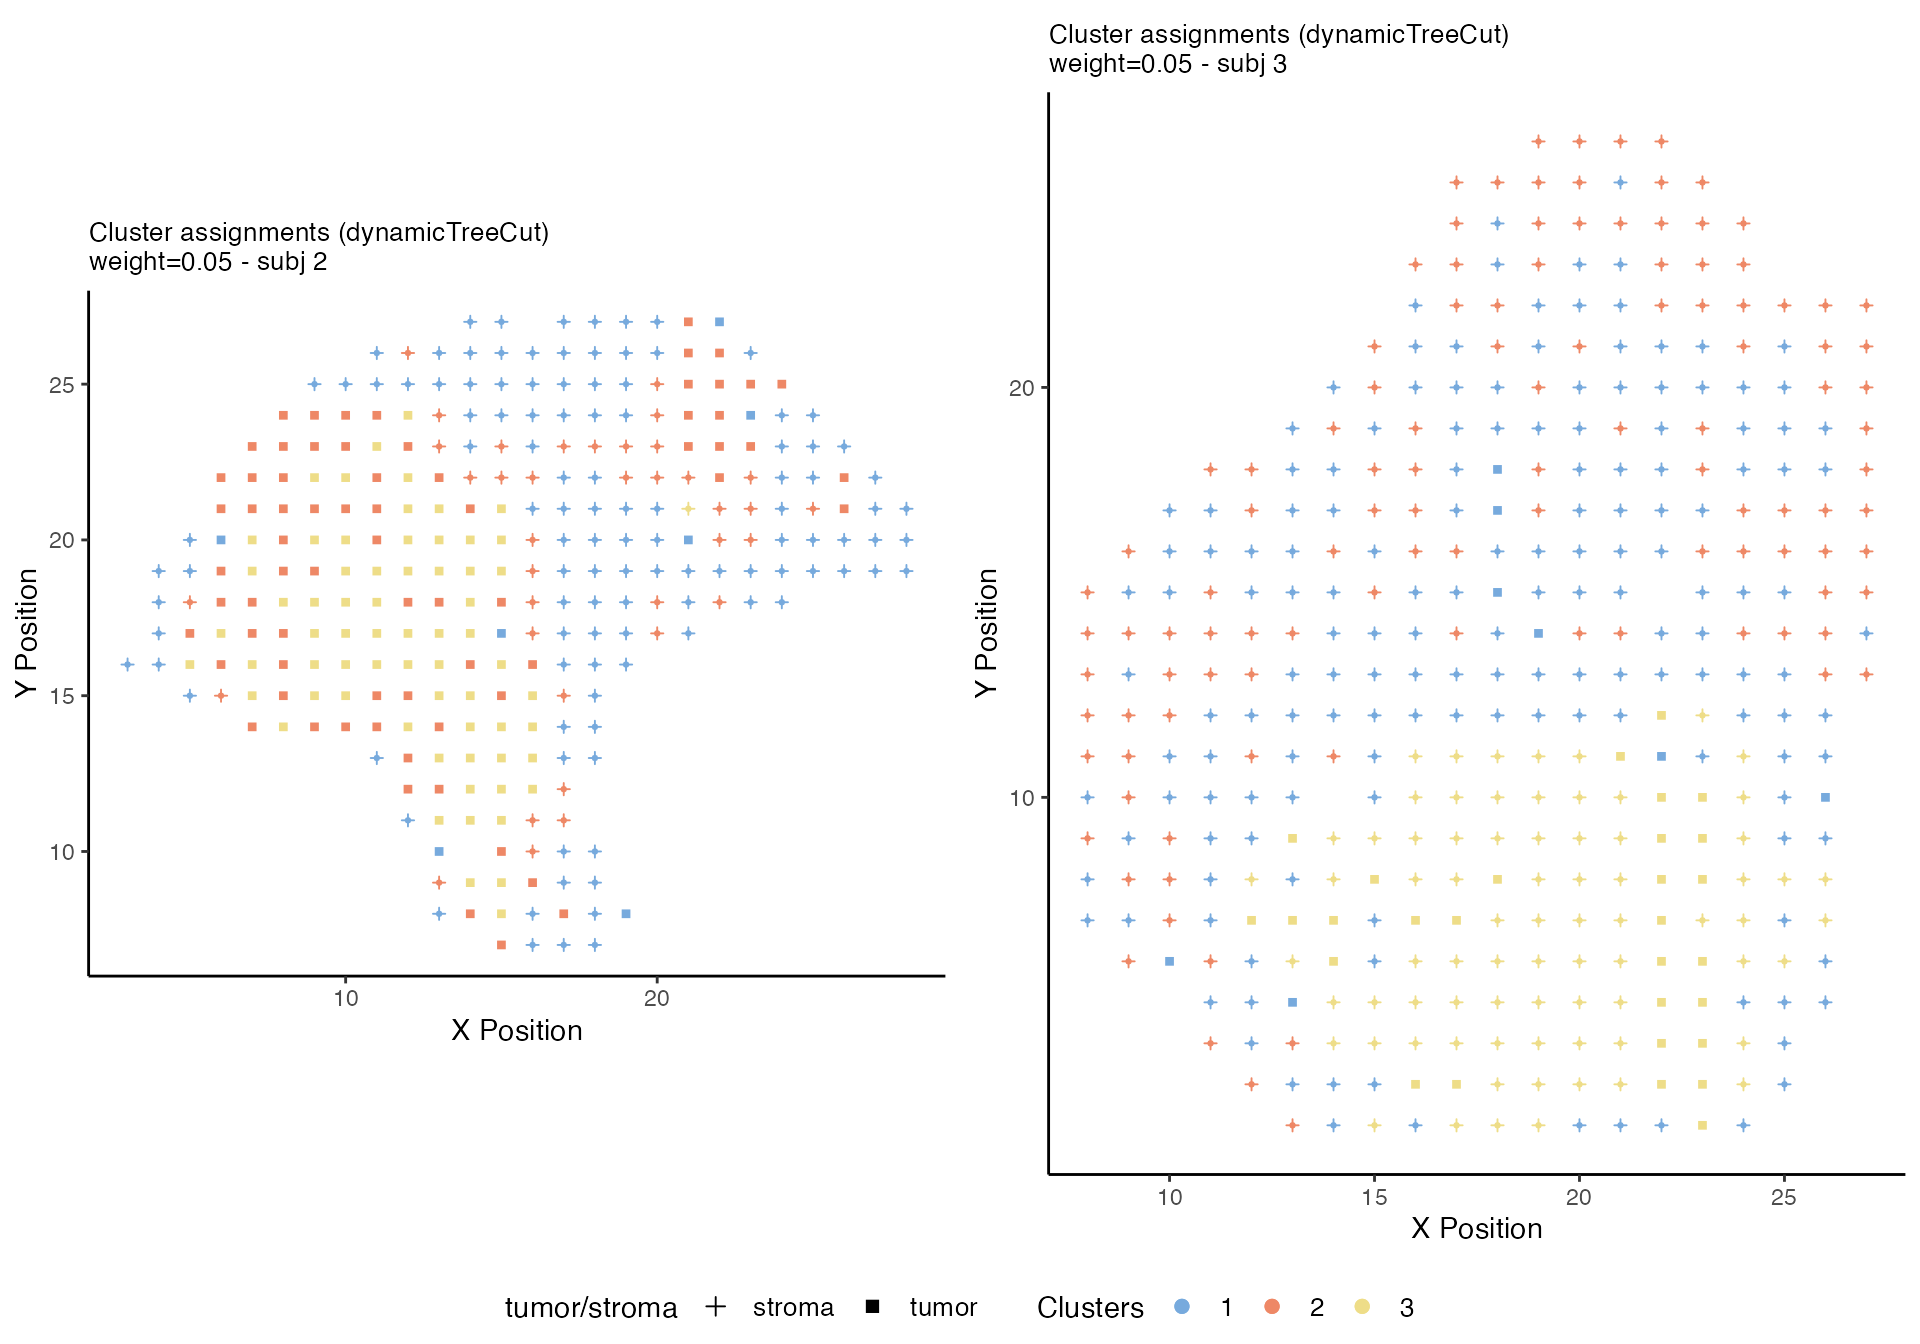 Cluster assignments (dynamicTreeCut)
weight=0.05 - subj 2
25
20
15
10
Y Position
10
20
X Position
Cluster assignments (dynamicTreeCut)
weight=0.05 - subj 3
20
10
Y Position
10
15
20
25
X Position
tumor/stroma
stroma
tumor
Clusters
1
2
3